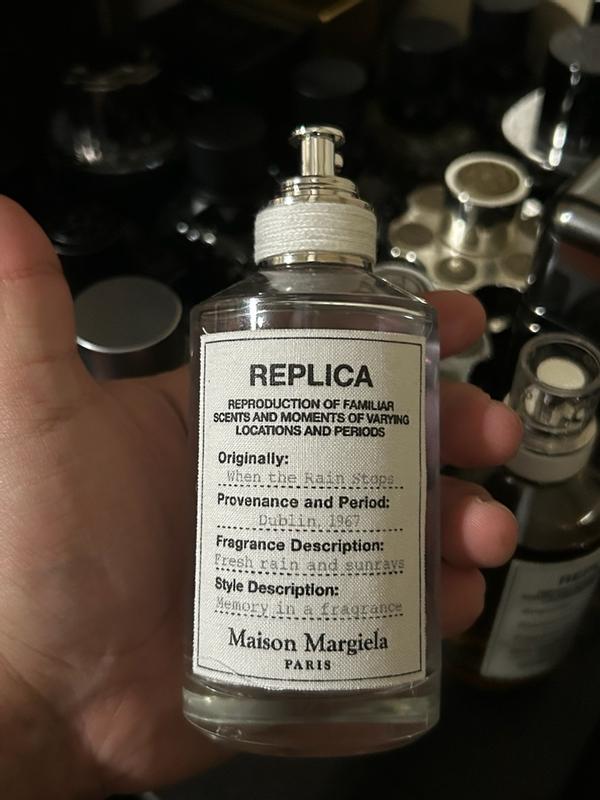 REPLICA
REPRODUCTION OF FAMILIAR
SCENTS AND MOMENTS OF VARYING
LOCATIONS AND PERIODS
Originally:
When the Rain Stops
Provenance and Period:
Dublin, 1967
Fragrance Description:
Fresh rain and sunrays
Style Description:
Memory in a fragrance
Maison Margiela
PARIS